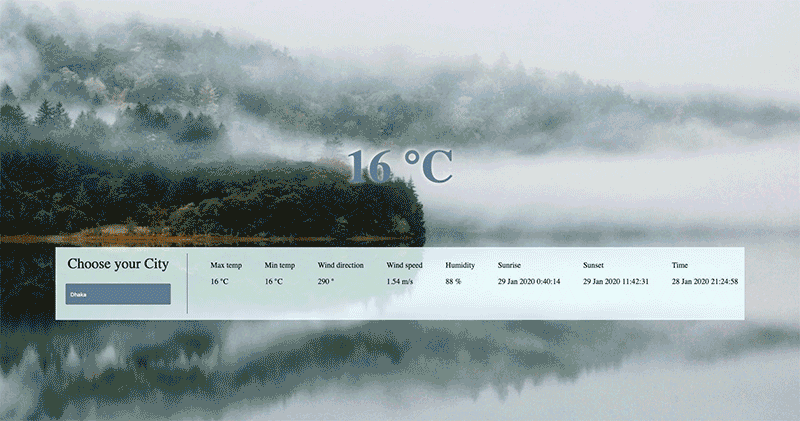 16 °C
Choose your City
Dhaka
Max temp Min temp Wind direction Wind speed Humidity Sunrise Sunset Time
16 °C 16 °C 290 ° 1.54 m/s 88 % 29 Jan 2020 0:40:14 29 Jan 2020 11:42:31 28 Jan 2020 21:24:58